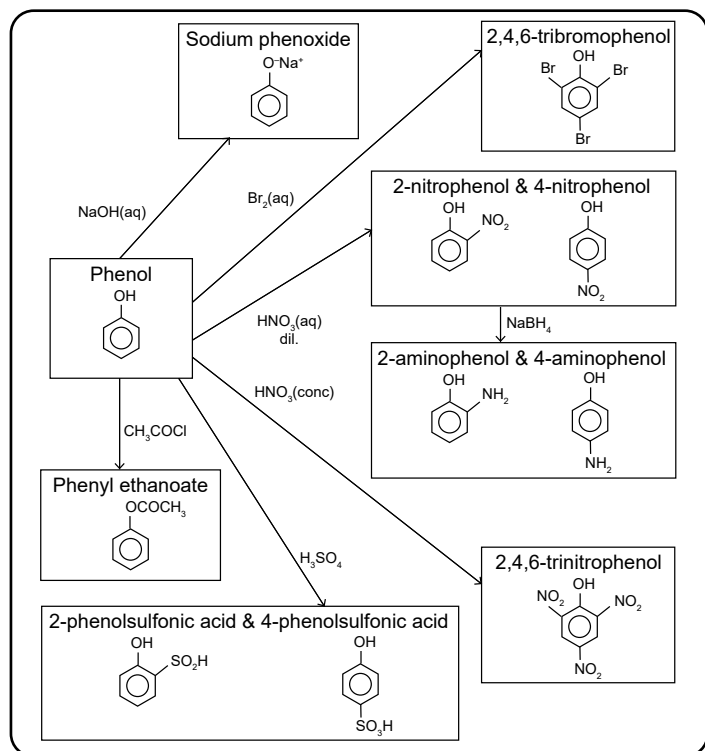 Sodium phenoxide
O⁻Na⁺
2,4,6-tribromophenol
OH
Br
Br
Br
NaOH(aq)
Br₂(aq)
2-nitrophenol & 4-nitrophenol
OH
NO₂
OH
NO₂
Phenol
OH
HNO₃(aq)
dil.
NaBH₄
HNO₃(conc)
2-aminophenol & 4-aminophenol
OH
NH₂
OH
NH₂
CH₃COCl
Phenyl ethanoate
OCOCH₃
H₃SO₄
2,4,6-trinitrophenol
OH
NO₂
NO₂
NO₂
2-phenolsulfonic acid & 4-phenolsulfonic acid
OH
SO₂H
OH
SO₃H